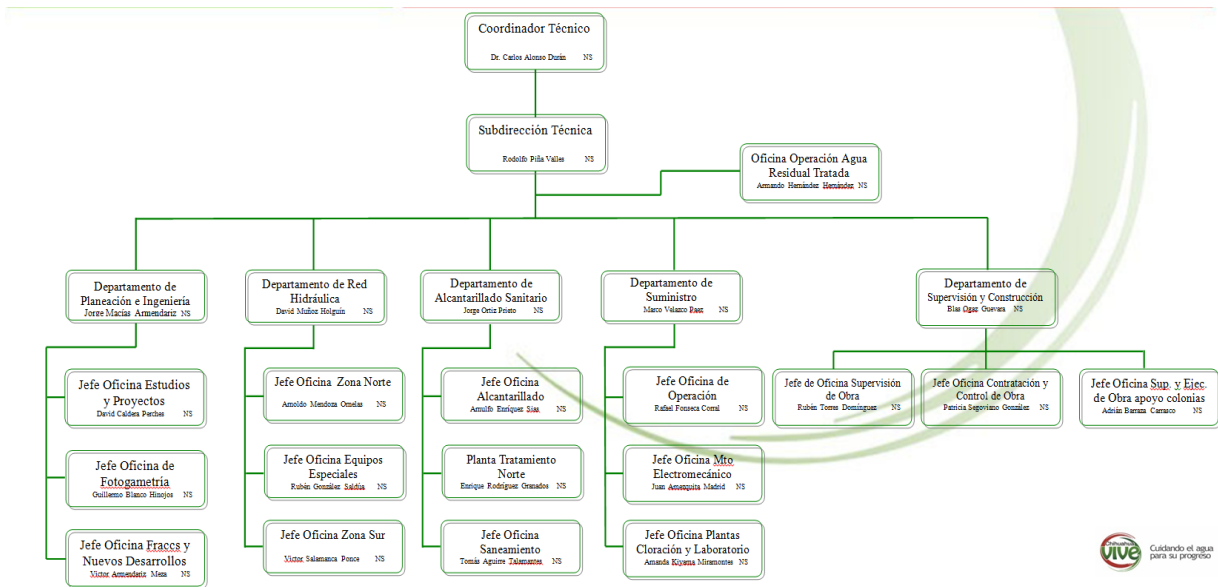 Coordinador Técnico
Dr. Carlos Alonso Durán NS
Subdirección Técnica
Rodolfo Piña Valles NS
Oficina Operación Agua
Residual Tratada
Armando Hernández Hernández NS
Departamento de
Planeación e Ingeniería
Jorge Macías Armendariz NS
Departamento de Red
Hidráulica
David Muñoz Holguín NS
Departamento de
Alcantarillado Sanitario
Jorge Ortiz Prieto NS
Departamento de
Suministro
Marco Velazco Paez NS
Departamento de
Supervisión y Construcción
Blas Ogaz Guevara NS
Jefe Oficina Estudios
y Proyectos
David Caldera Perches NS
Jefe Oficina Zona Norte
Arnoldo Mendoza Ornelas NS
Jefe Oficina
Alcantarillado
Arnulfo Enríquez Sías NS
Jefe Oficina de
Operación
Rafael Fonseca Corral NS
Jefe de Oficina Supervisión
de Obra
Rubén Torres Domínguez NS
Jefe Oficina Contratación y
Control de Obra
Patricia Segoviano González NS
Jefe Oficina Sup. y Ejec.
de Obra apoyo colonias
Adrián Barraza Carrasco NS
Jefe Oficina de
Fotogametría
Guillermo Blanco Hinojos NS
Jefe Oficina Equipos
Especiales
Rubén González Saldúa NS
Planta Tratamiento
Norte
Enrique Rodríguez Granados NS
Jefe Oficina Mto
Electromecánico
Juan Amezquita Madrid NS
Jefe Oficina Fraccs y
Nuevos Desarrollos
Víctor Armendariz Meza NS
Jefe Oficina Zona Sur
Víctor Salamanca Ponce NS
Jefe Oficina
Saneamiento
Tomás Aguirre Talamantes NS
Jefe Oficina Plantas
Cloración y Laboratorio
Amanda Kiyama Miramontes NS
Chihuahua
vive
Cuidando el agua
para su progreso